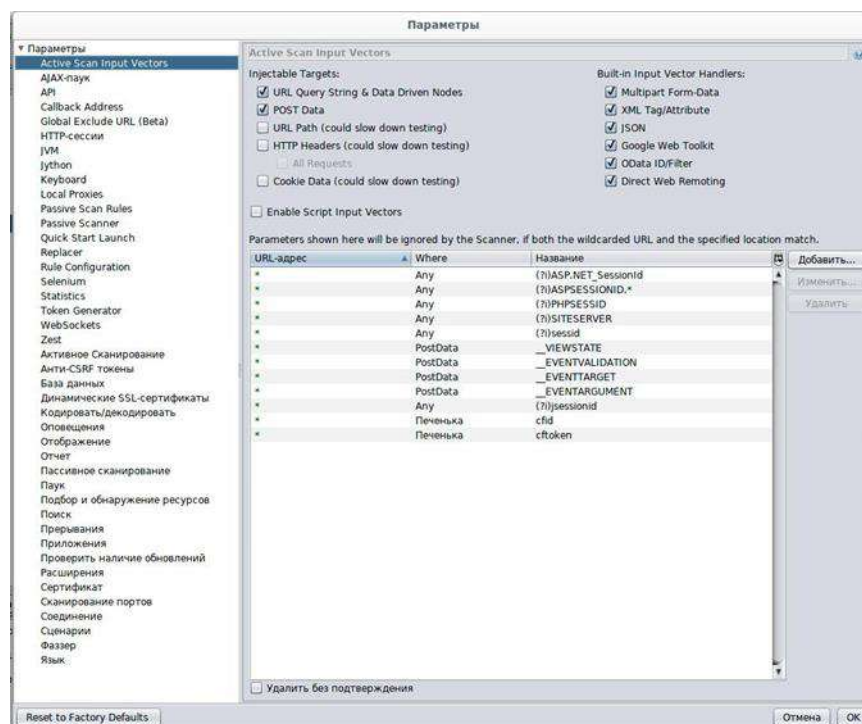 Параметры
Параметры
Active Scan Input Vectors
AJAX-паук
API
Callback Address
Global Exclude URL (Beta)
HTTP-сессии
JVM
Jython
Keyboard
Local Proxies
Passive Scan Rules
Passive Scanner
Quick Start Launch
Replacer
Rule Configuration
Selenium
Statistics
Token Generator
WebSockets
Zest
Активное Сканирование
Анти-CSRF токены
База данных
Динамические SSL-сертификаты
Кодировать/декодировать
Оповещения
Отображение
Отчет
Пассивное сканирование
Паук
Подбор и обнаружение ресурсов
Поиск
Прерывания
Приложения
Проверить наличие обновлений
Расширения
Сертификат
Сканирование портов
Соединение
Сценарии
Фаззер
Язык
Active Scan Input Vectors
Injectable Targets:
URL Query String & Data Driven Nodes
POST Data
URL Path (could slow down testing)
HTTP Headers (could slow down testing)
All Requests
Cookie Data (could slow down testing)
Built-in Input Vector Handlers:
Multipart Form-Data
XML Tag/Attribute
JSON
Google Web Toolkit
OData ID/Filter
Direct Web Remoting
Enable Script Input Vectors
Parameters shown here will be ignored by the Scanner, if both the wildcarded URL and the specified location match.
URL-адрес Where Название
* Any (?i)ASP.NET_SessionId
* Any (?i)ASPSESSIONID.*
* Any (?i)PHPSESSID
* Any (?i)SITESERVER
* Any (?i)sessid
* PostData __VIEWSTATE
* PostData __EVENTVALIDATION
* PostData __EVENTTARGET
* PostData __EVENTARGUMENT
* Any (?i)jsessionid
* Печенька cfid
* Печенька cftoken
Добавить...
Изменить...
Удалить
Удалить без подтверждения
Reset to Factory Defaults
Отмена
OK